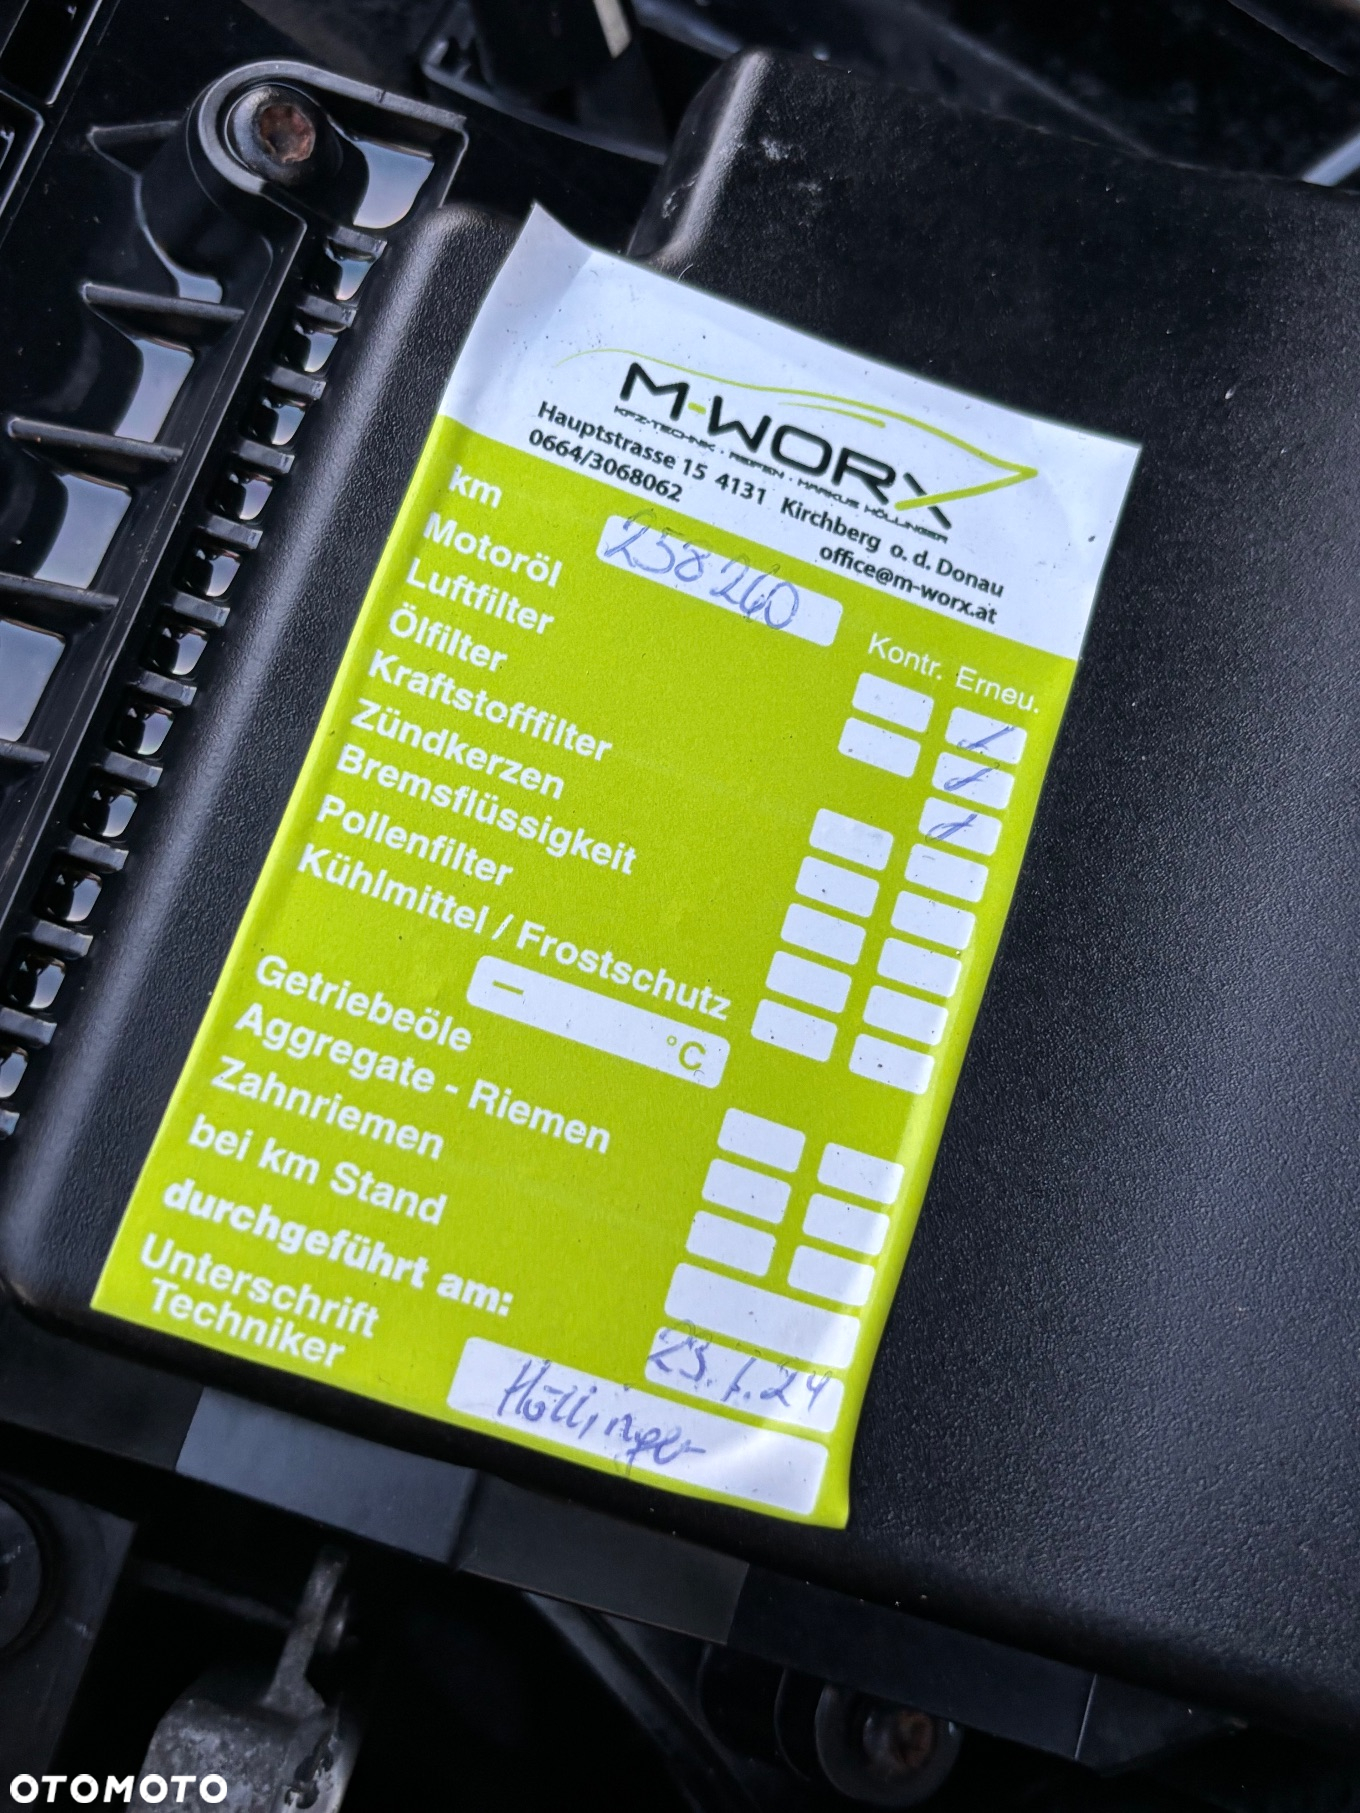 M-WORX
KFZ-TECHNIK · REIFEN · MARKUS HÖLLINGER
Hauptstrasse 15 4131 Kirchberg o. d. Donau
0664/3068062 office@m-worx.at
km 258260
Kontr. Erneu.
Motoröl
Luftfilter
Ölfilter
Kraftstofffilter
Zündkerzen
Bremsflüssigkeit
Pollenfilter
Kühlmittel / Frostschutz
– °C
Getriebeöle
Aggregate - Riemen
Zahnriemen
bei km Stand
durchgeführt am: 23.1.24
Unterschrift
Techniker Höllinger
OTOMOTO